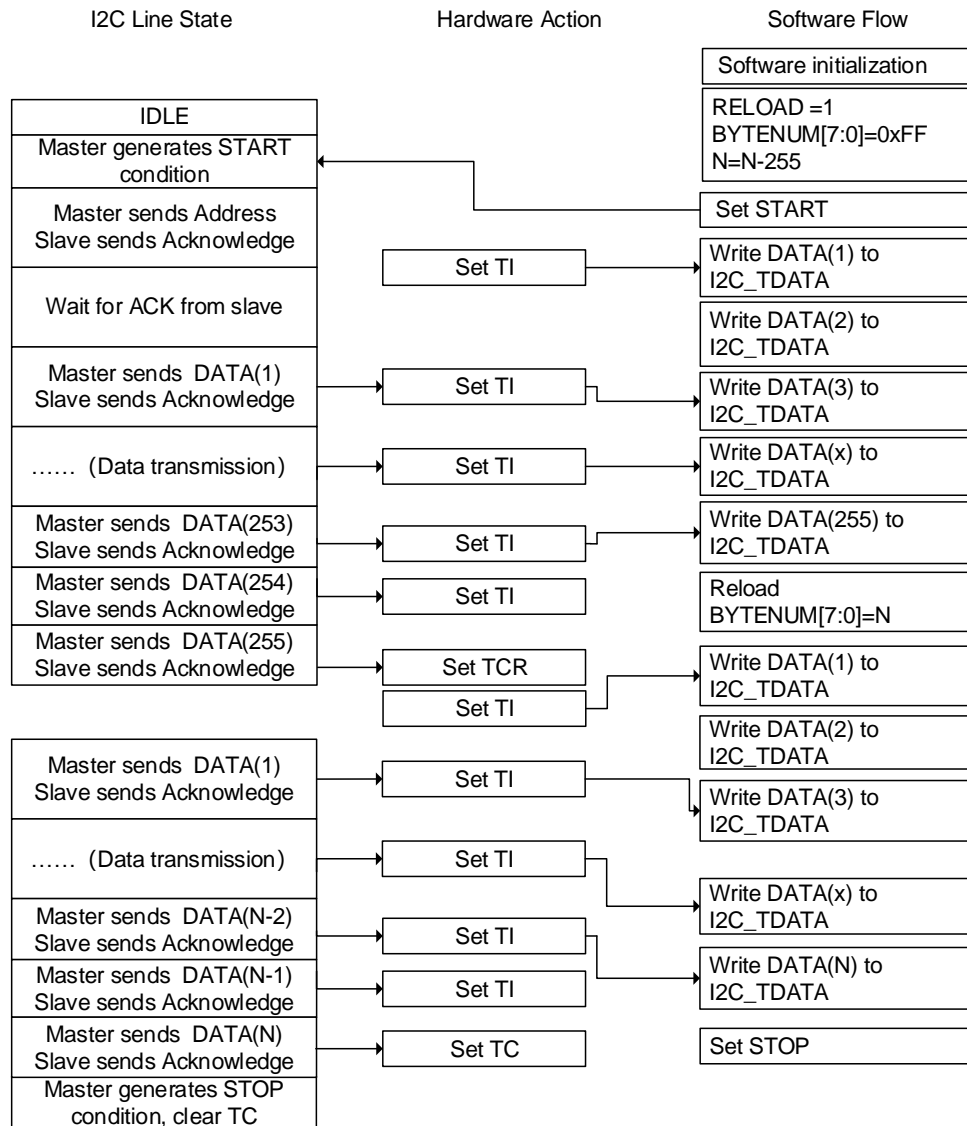 I2C Line State
Hardware Action
Software Flow
Software initialization
RELOAD =1
BYTENUM[7:0]=0xFF
N=N-255
IDLE
Master generates START
condition
Set START
Master sends Address
Slave sends Acknowledge
Set TI
Write DATA(1) to
I2C_TDATA
Wait for ACK from slave
Write DATA(2) to
I2C_TDATA
Master sends DATA(1)
Slave sends Acknowledge
Set TI
Write DATA(3) to
I2C_TDATA
...... (Data transmission)
Set TI
Write DATA(x) to
I2C_TDATA
Master sends DATA(253)
Slave sends Acknowledge
Set TI
Write DATA(255) to
I2C_TDATA
Master sends DATA(254)
Slave sends Acknowledge
Set TI
Reload
BYTENUM[7:0]=N
Master sends DATA(255)
Slave sends Acknowledge
Set TCR
Set TI
Write DATA(1) to
I2C_TDATA
Write DATA(2) to
I2C_TDATA
Master sends DATA(1)
Slave sends Acknowledge
Set TI
Write DATA(3) to
I2C_TDATA
...... (Data transmission)
Set TI
Write DATA(x) to
I2C_TDATA
Master sends DATA(N-2)
Slave sends Acknowledge
Set TI
Write DATA(N) to
I2C_TDATA
Master sends DATA(N-1)
Slave sends Acknowledge
Set TI
Master sends DATA(N)
Slave sends Acknowledge
Set TC
Set STOP
Master generates STOP
condition, clear TC